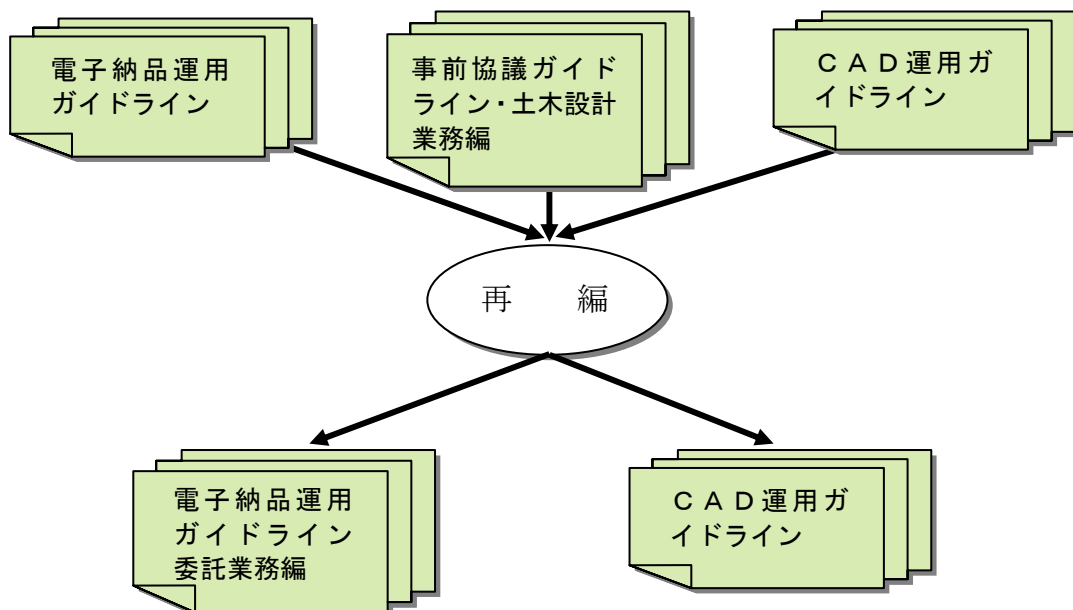 電子納品運用
ガイドライン
事前協議ガイド
ライン・土木設計
業務編
ＣＡＤ運用ガ
イドライン
再　　編
電子納品運用
ガイドライン
委託業務編
ＣＡＤ運用ガ
イドライン